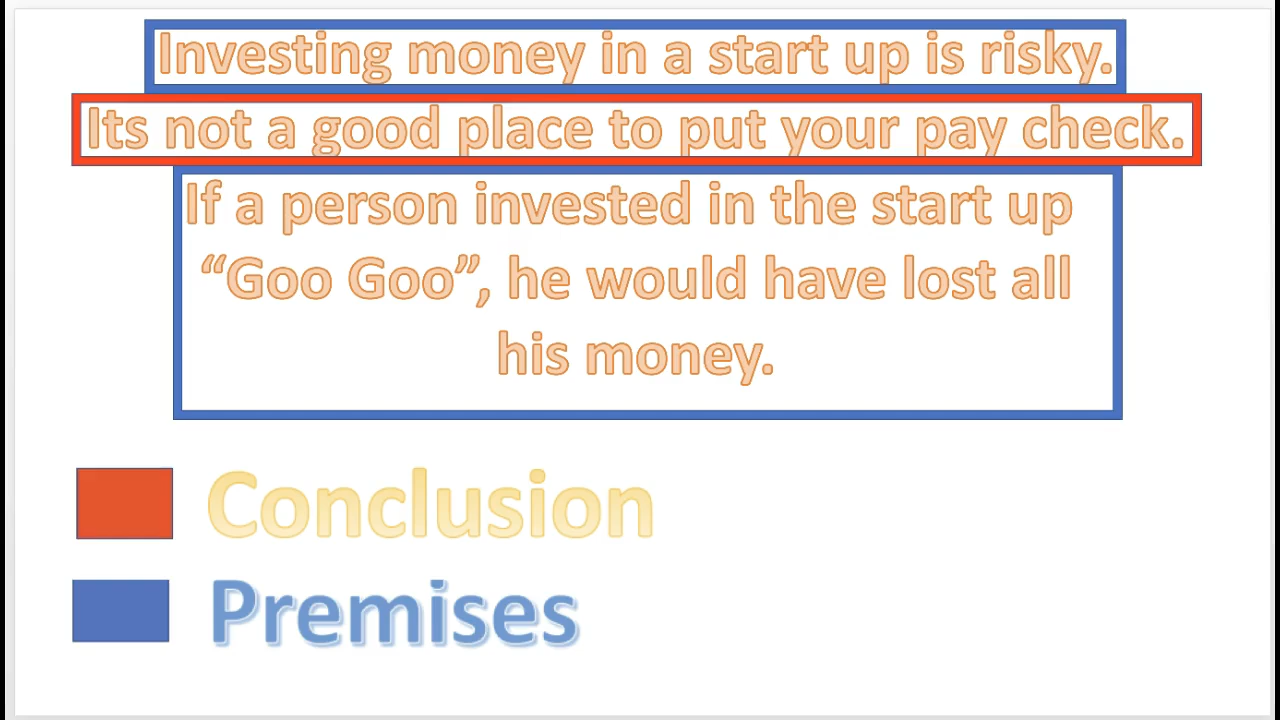 Investing money in a start up is risky.
Its not a good place to put your pay check.
If a person invested in the start up
“Goo Goo”, he would have lost all
his money.
Conclusion
Premises